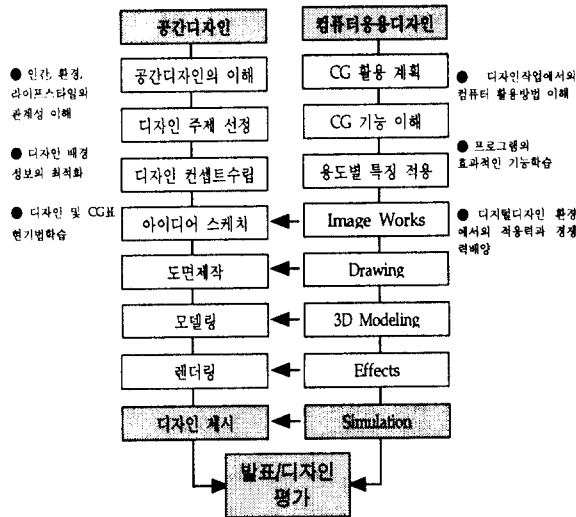 공간디자인
컴퓨터응용디자인
공간디자인의 이해
CG 활용 계획
● 인간, 환경,
라이프스타일의
관계성 이해
● 디자인작업에서의
컴퓨터 활용방법 이해
디자인 주제 선정
CG 기능 이해
● 디자인 배경
정보의 최적화
● 프로그램의
효과적인 기능학습
디자인 컨셉트수립
용도별 특징 적용
● 디자인 및 CG표
현기법학습
● 디지털디자인 환경
에서의 적응력과 경쟁
력배양
아이디어 스케치
Image Works
도면제작
Drawing
모델링
3D Modeling
렌더링
Effects
디자인 제시
Simulation
발표/디자인
평가